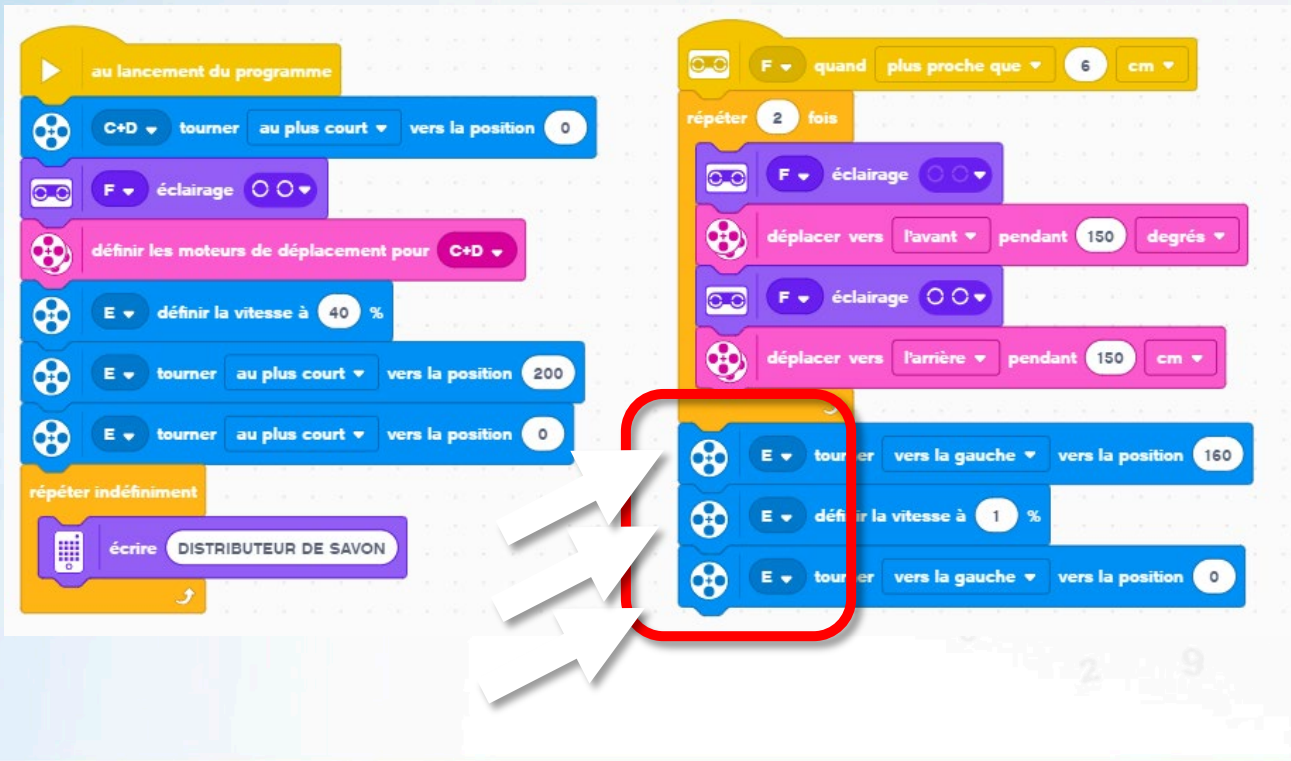 au lancement du programme
C+D tourner au plus court vers la position 0
F éclairage
définir les moteurs de déplacement pour C+D
E définir la vitesse à 40 %
E tourner au plus court vers la position 200
E tourner au plus court vers la position 0
répéter indéfiniment
écrire DISTRIBUTEUR DE SAVON
F quand plus proche que 6 cm
répéter 2 fois
F éclairage
déplacer vers l'avant pendant 150 degrés
F éclairage
déplacer vers l'arrière pendant 150 cm
E tourner vers la gauche vers la position 160
E définir la vitesse à 1 %
E tourner vers la gauche vers la position 0
2 9